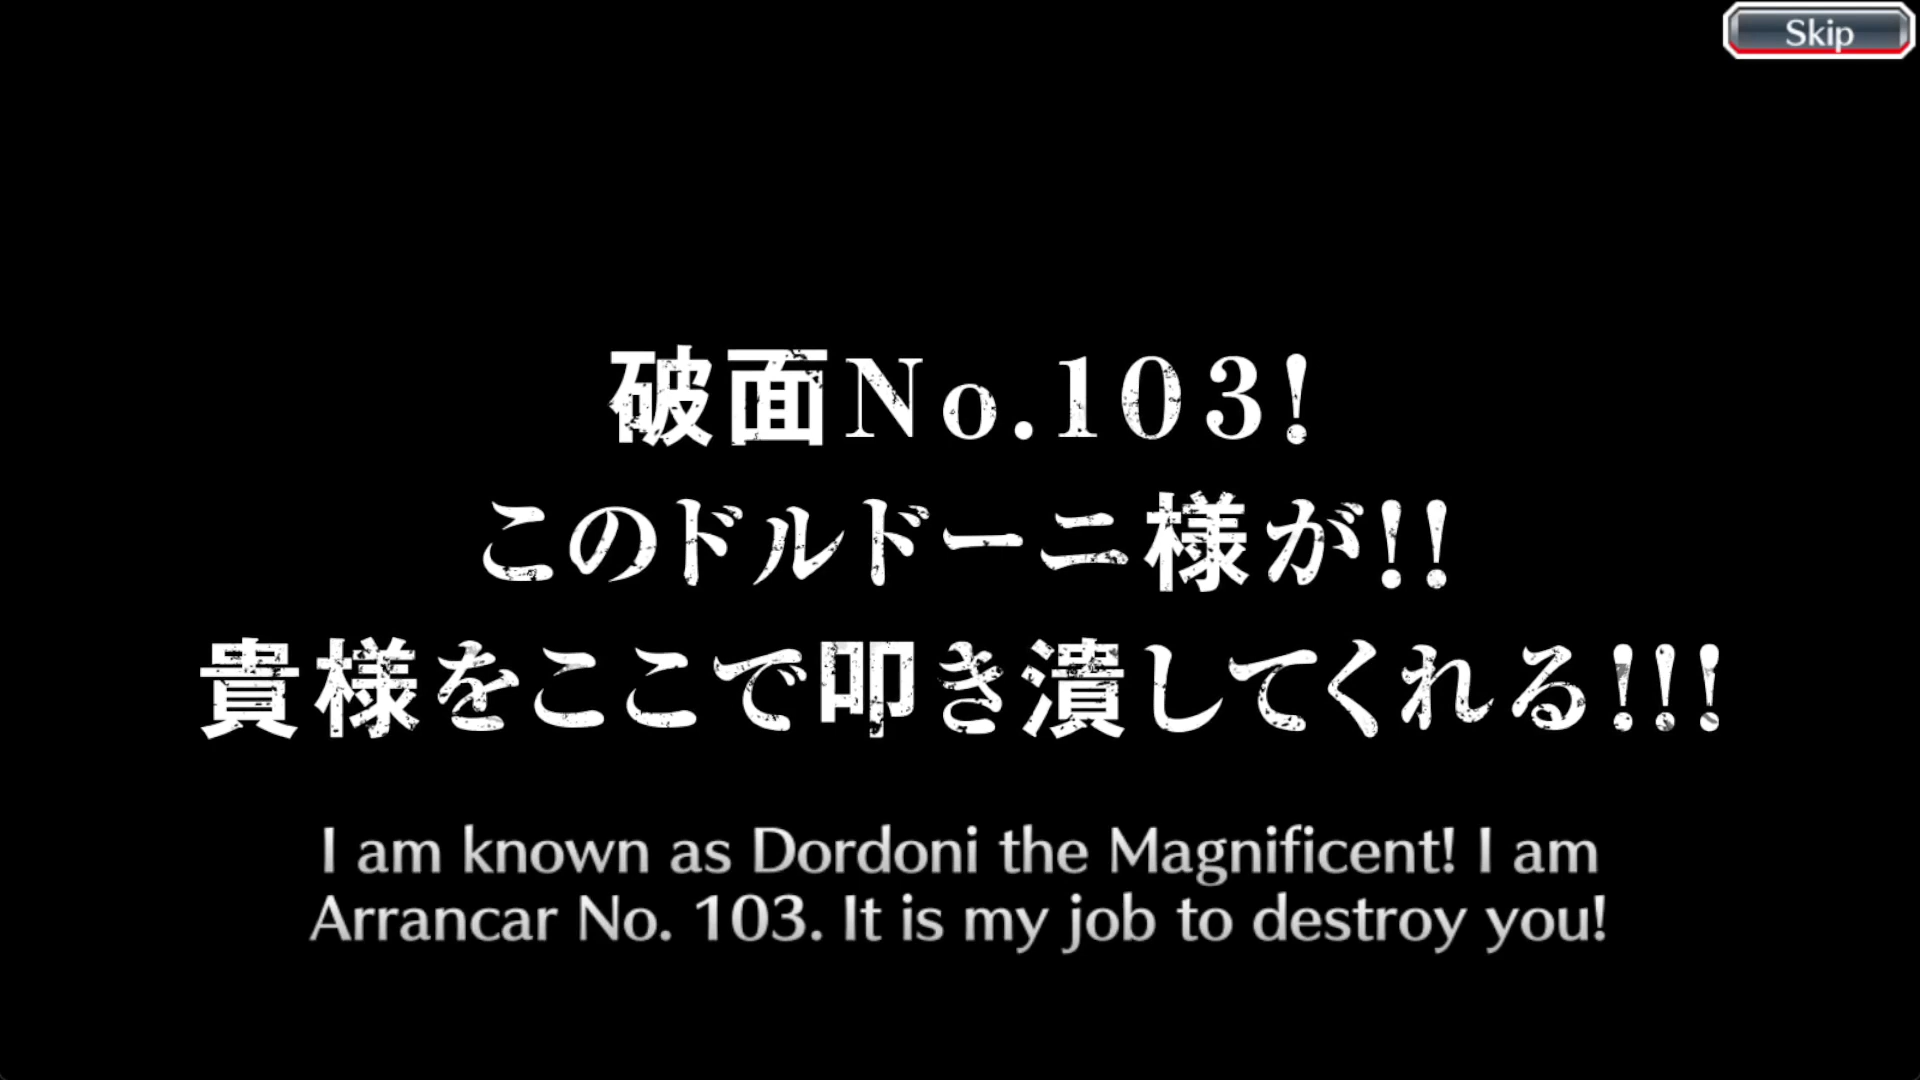 Skip
破面No.103!
このドルドーニ様が!!
貴様をここで叩き潰してくれる!!!
I am known as Dordoni the Magnificent! I am
Arrancar No. 103. It is my job to destroy you!